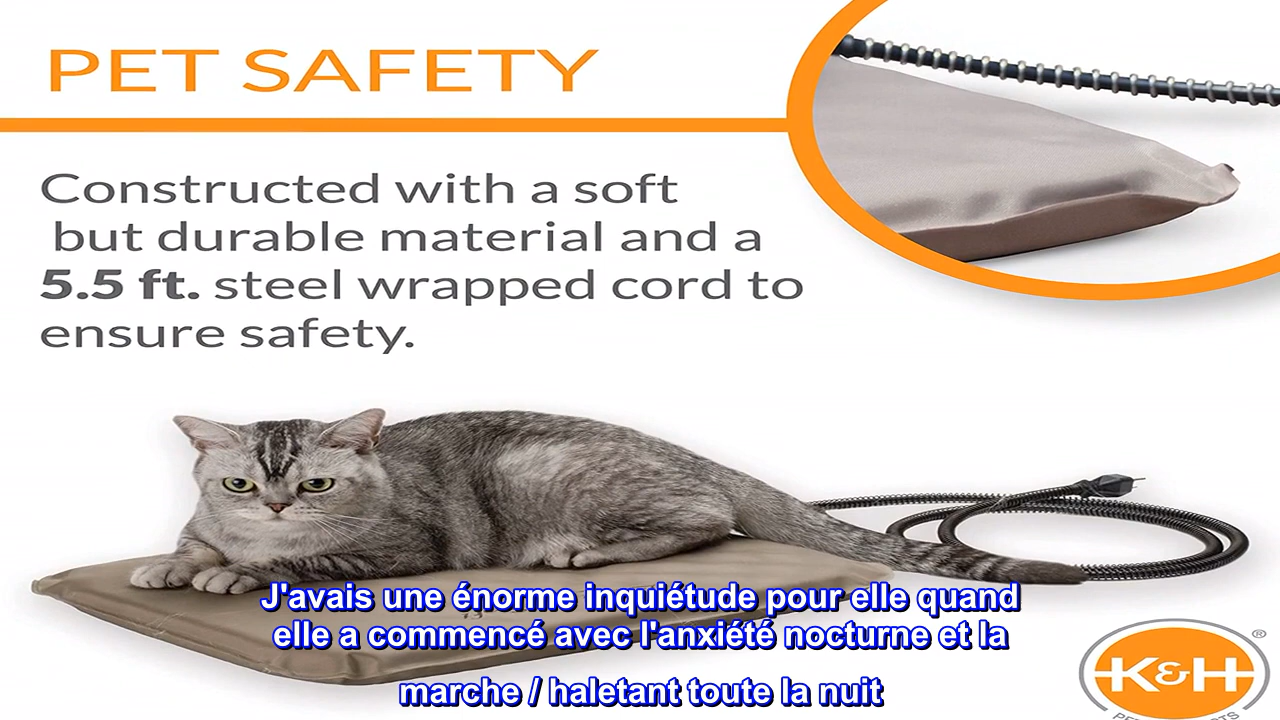 PET SAFETY
Constructed with a soft
but durable material and a
5.5 ft. steel wrapped cord to
ensure safety.
J'avais une énorme inquiétude pour elle quand
elle a commencé avec l'anxiété nocturne et la
marche / haletant toute la nuit
K&H
®